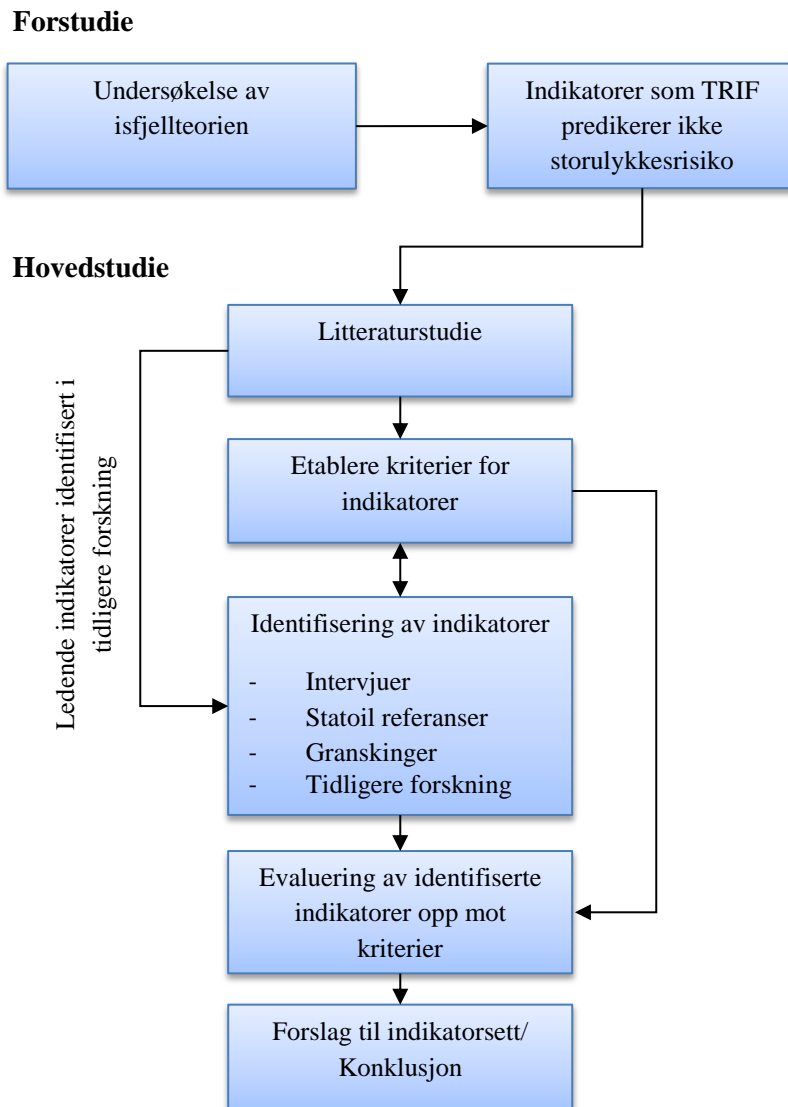 Forstudie
Undersøkelse av
isfjellteorien
Indikatorer som TRIF
predikerer ikke
storulykkesrisiko
Hovedstudie
Litteraturstudie
Ledende indikatorer identifisert i
tidligere forskning
Etablere kriterier for
indikatorer
Identifisering av indikatorer
- Intervjuer
- Statoil referanser
- Granskinger
- Tidligere forskning
Evaluering av identifiserte
indikatorer opp mot
kriterier
Forslag til indikatorsett/
Konklusjon